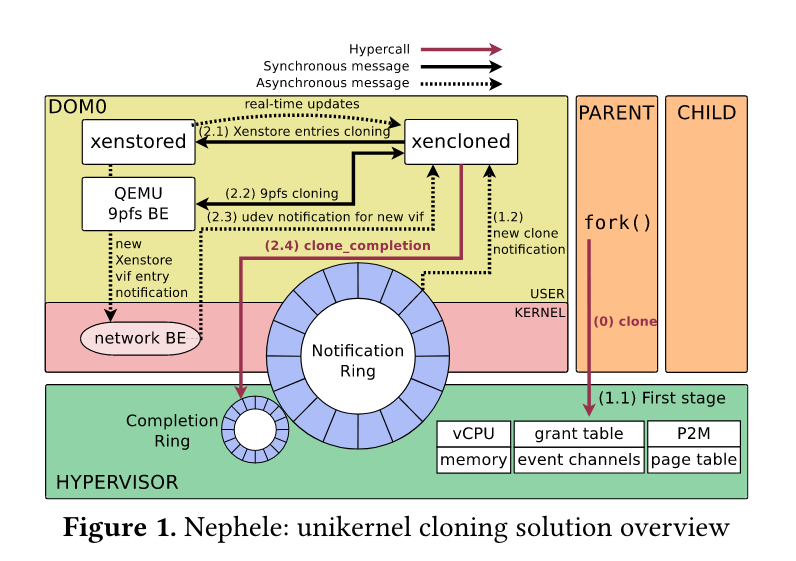 Hypercall
Synchronous message
Asynchronous message
DOM0
real-time updates
PARENT
CHILD
xenstored
(2.1) Xenstore entries cloning
xencloned
QEMU
9pfs BE
(2.2) 9pfs cloning
(2.3) udev notification for new vif
(1.2)
new clone
notification
fork()
new
Xenstore
vif entry
notification
(2.4) clone_completion
USER
KERNEL
(0) clone
network BE
Notification
Ring
(1.1) First stage
Completion
Ring
vCPU
grant table
P2M
memory
event channels
page table
HYPERVISOR
Figure 1. Nephele: unikernel cloning solution overview